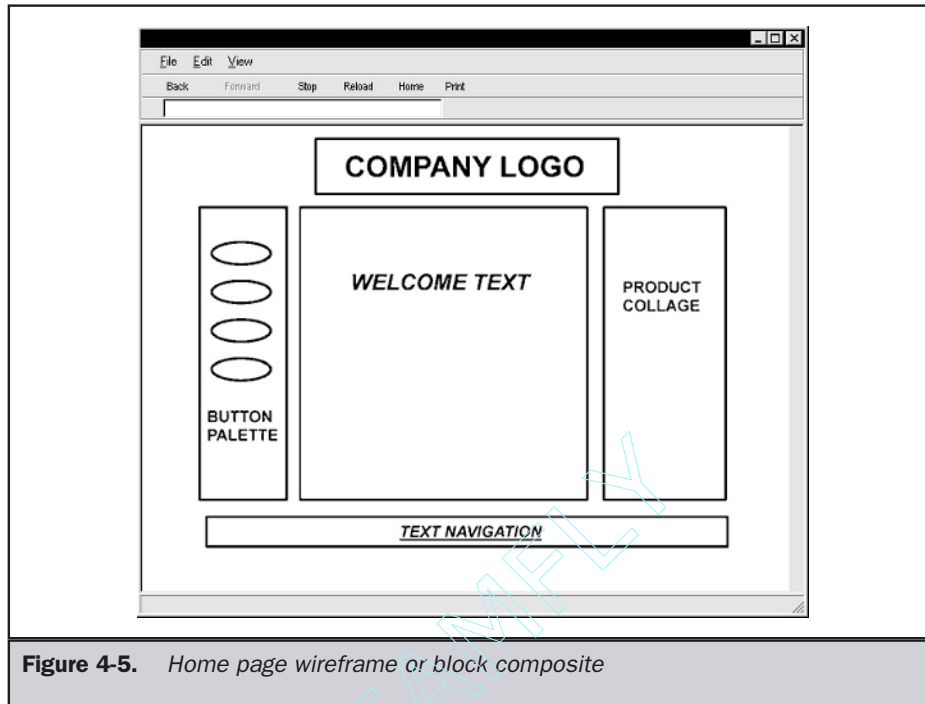 File Edit View
Back Forward Stop Reload Home Print
COMPANY LOGO
WELCOME TEXT
PRODUCT
COLLAGE
BUTTON
PALETTE
TEXT NAVIGATION
Figure 4-5. Home page wireframe or block composite
AMFLY